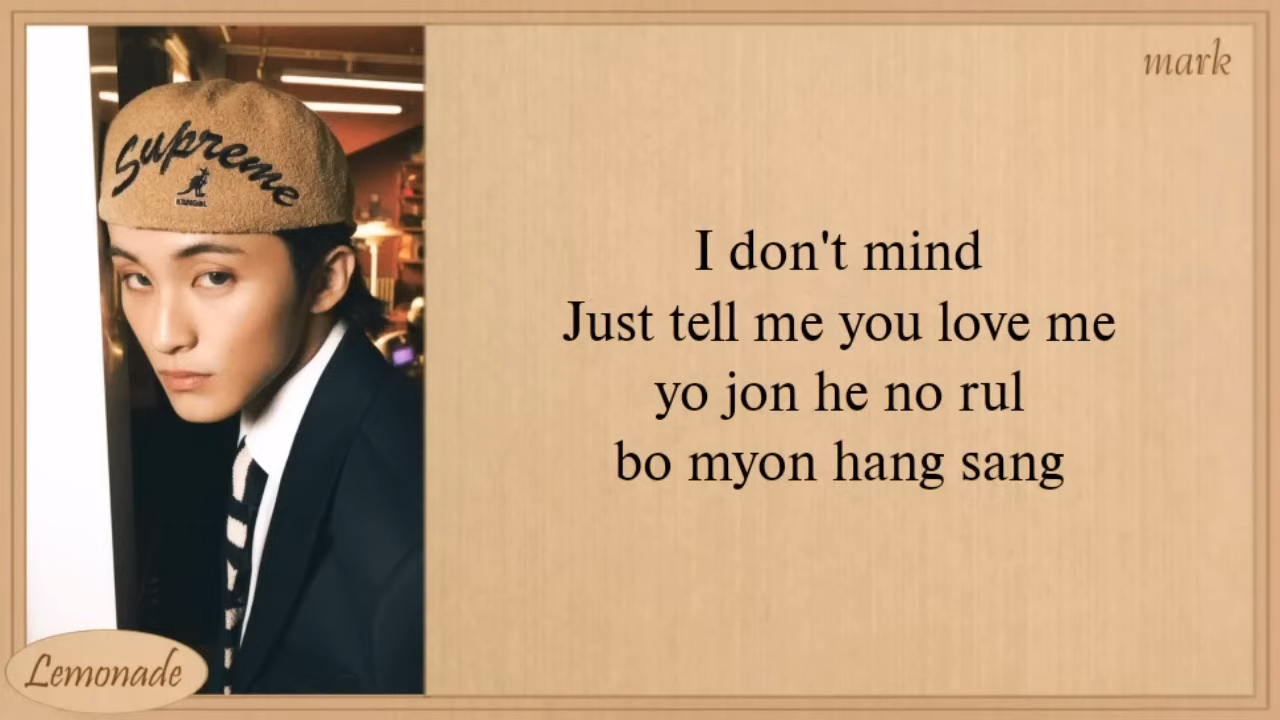 mark
Supreme
KANGOL
I don't mind
Just tell me you love me
yo jon he no rul
bo myon hang sang
Lemonade